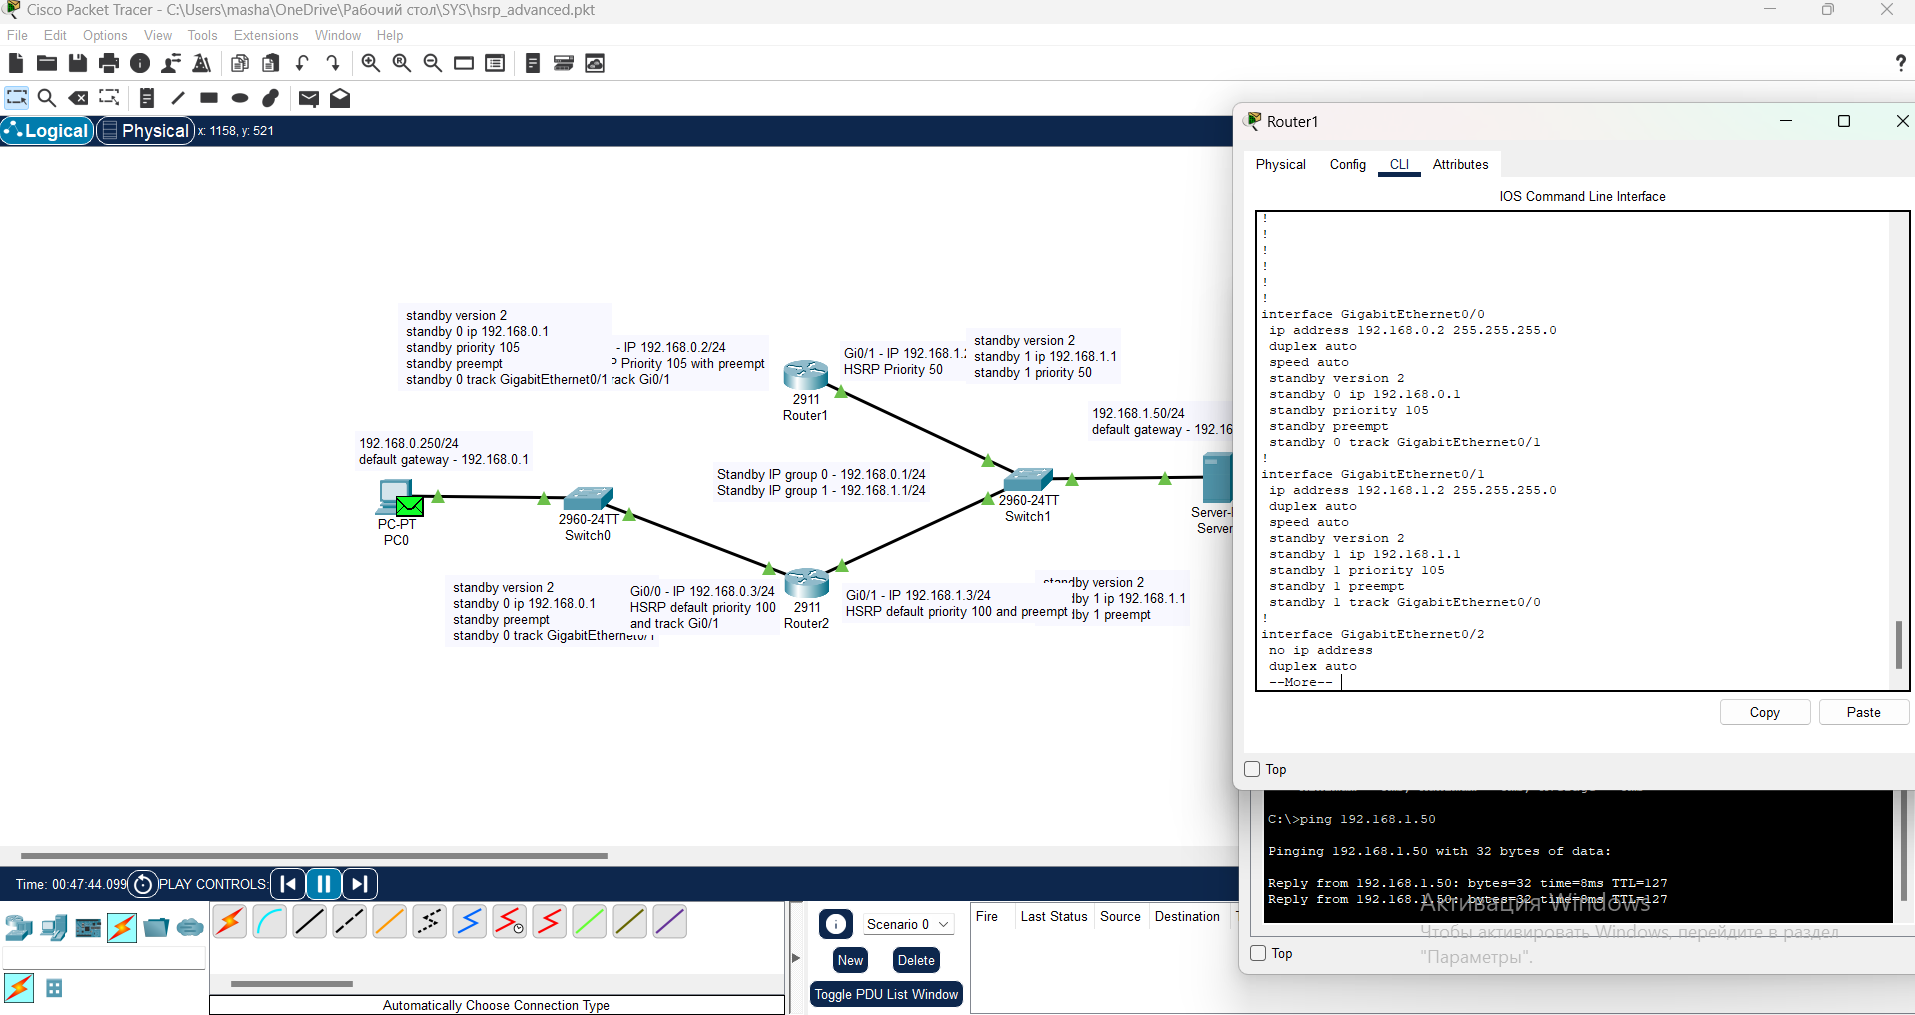 Cisco Packet Tracer - C:\Users\masha\OneDrive\Рабочий стол\SYS\hsrp_advanced.pkt
File Edit Options View Tools Extensions Window Help
Logical Physical x: 1158, y: 521
standby version 2
standby 0 ip 192.168.0.1
standby priority 105
standby preempt
standby 0 track GigabitEthernet0/1
- IP 192.168.0.2/24
Priority 105 with preempt
rack Gi0/1
2911
Router1
Gi0/1 - IP 192.168.1.
HSRP Priority 50
standby version 2
standby 1 ip 192.168.1.1
standby 1 priority 50
192.168.1.50/24
default gateway - 192.16
192.168.0.250/24
default gateway - 192.168.0.1
Standby IP group 0 - 192.168.0.1/24
Standby IP group 1 - 192.168.1.1/24
PC-PT
PC0
2960-24TT
Switch0
2960-24TT
Switch1
Server-
Server
standby version 2
standby 0 ip 192.168.0.1
standby preempt
standby 0 track GigabitEthernet0/1
Gi0/0 - IP 192.168.0.3/24
HSRP default priority 100
and track Gi0/1
2911
Router2
Gi0/1 - IP 192.168.1.3/24
HSRP default priority 100 and preempt
standby version 2
lby 1 ip 192.168.1.1
lby 1 preempt
Router1
Physical Config CLI Attributes
IOS Command Line Interface
!
!
!
!
!
!
interface GigabitEthernet0/0
ip address 192.168.0.2 255.255.255.0
duplex auto
speed auto
standby version 2
standby 0 ip 192.168.0.1
standby priority 105
standby preempt
standby 0 track GigabitEthernet0/1
!
interface GigabitEthernet0/1
ip address 192.168.1.2 255.255.255.0
duplex auto
speed auto
standby version 2
standby 1 ip 192.168.1.1
standby 1 priority 105
standby 1 preempt
standby 1 track GigabitEthernet0/0
!
interface GigabitEthernet0/2
no ip address
duplex auto
--More--
Copy Paste
Top
C:\>ping 192.168.1.50
Pinging 192.168.1.50 with 32 bytes of data:
Reply from 192.168.1.50: bytes=32 time=8ms TTL=127
Reply from 192.168.1.50: bytes=32 time=8ms TTL=127
Активация Windows
Чтобы активировать Windows, перейдите в раздел
"Параметры".
Top
Time: 00:47:44.099 PLAY CONTROLS:
Automatically Choose Connection Type
Scenario 0
New Delete
Toggle PDU List Window
Fire Last Status Source Destination